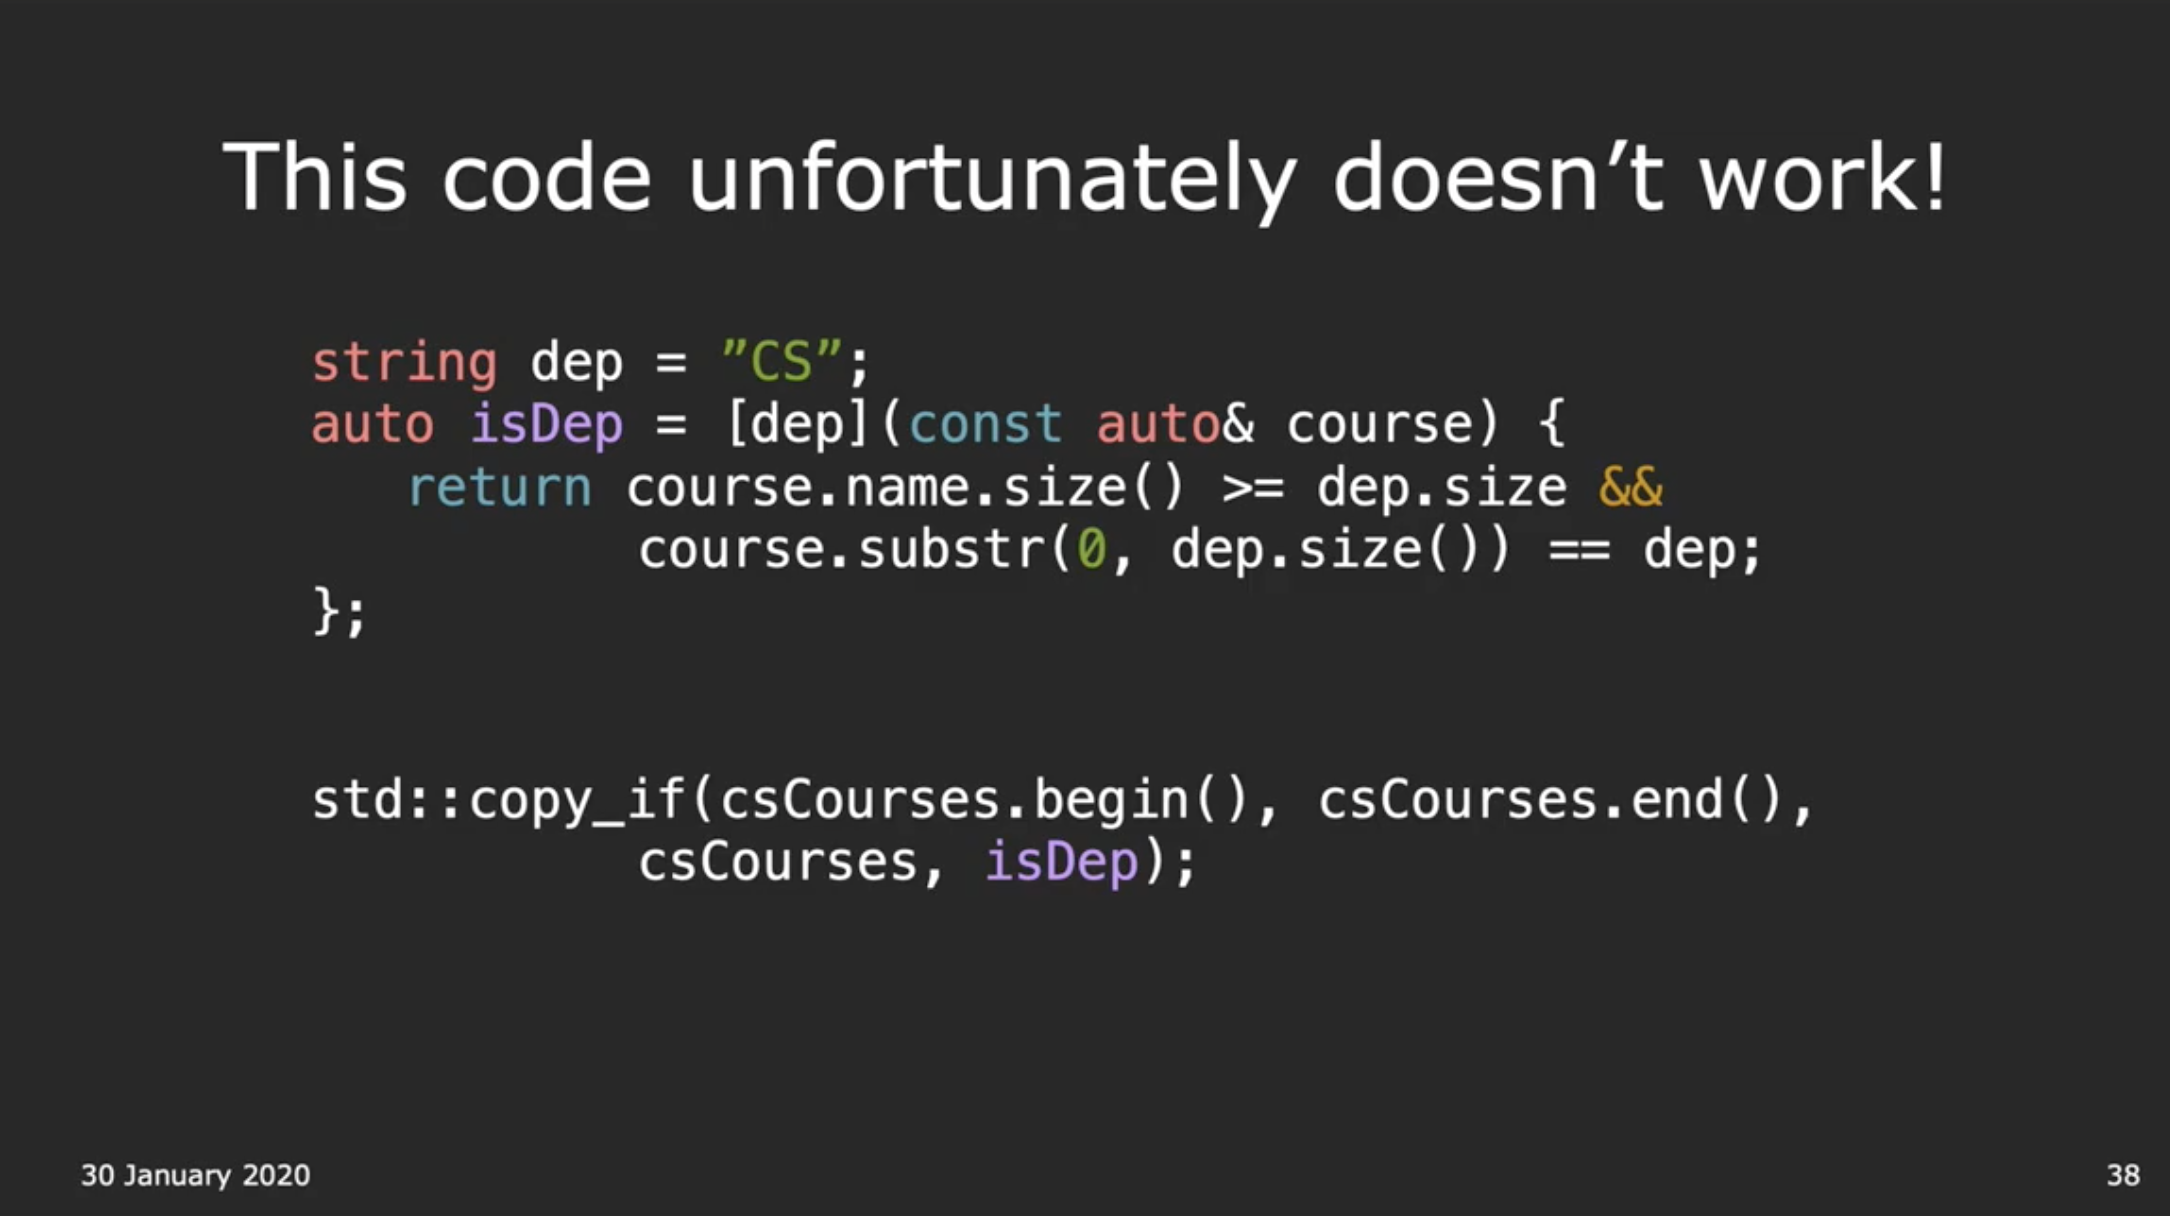 This code unfortunately doesn’t work!
string dep = ”CS”;
auto isDep = [dep](const auto& course) {
return course.name.size() >= dep.size &&
course.substr(0, dep.size()) == dep;
};
std::copy_if(csCourses.begin(), csCourses.end(),
csCourses, isDep);
30 January 2020
38